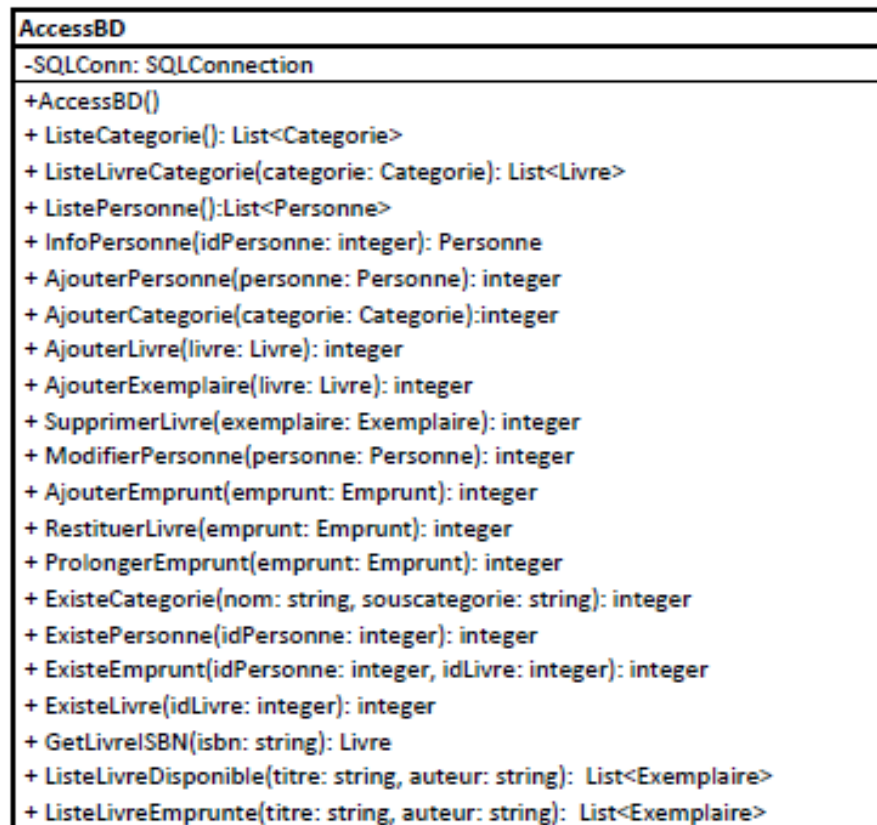 AccessBD
-SQLConn: SQLConnection
+AccessBD()
+ ListeCategorie(): List<Categorie>
+ ListeLivreCategorie(categorie: Categorie): List<Livre>
+ ListePersonne():List<Personne>
+ InfoPersonne(idPersonne: integer): Personne
+ AjouterPersonne(personne: Personne): integer
+ AjouterCategorie(categorie: Categorie):integer
+ AjouterLivre(livre: Livre): integer
+ AjouterExemplaire(livre: Livre): integer
+ SupprimerLivre(exemplaire: Exemplaire): integer
+ ModifierPersonne(personne: Personne): integer
+ AjouterEmprunt(emprunt: Emprunt): integer
+ RestituerLivre(emprunt: Emprunt): integer
+ ProlongerEmprunt(emprunt: Emprunt): integer
+ ExisteCategorie(nom: string, souscategorie: string): integer
+ ExistePersonne(idPersonne: integer): integer
+ ExisteEmprunt(idPersonne: integer, idLivre: integer): integer
+ ExisteLivre(idLivre: integer): integer
+ GetLivreISBN(isbn: string): Livre
+ ListeLivreDisponible(titre: string, auteur: string):  List<Exemplaire>
+ ListeLivreEmprunte(titre: string, auteur: string):  List<Exemplaire>